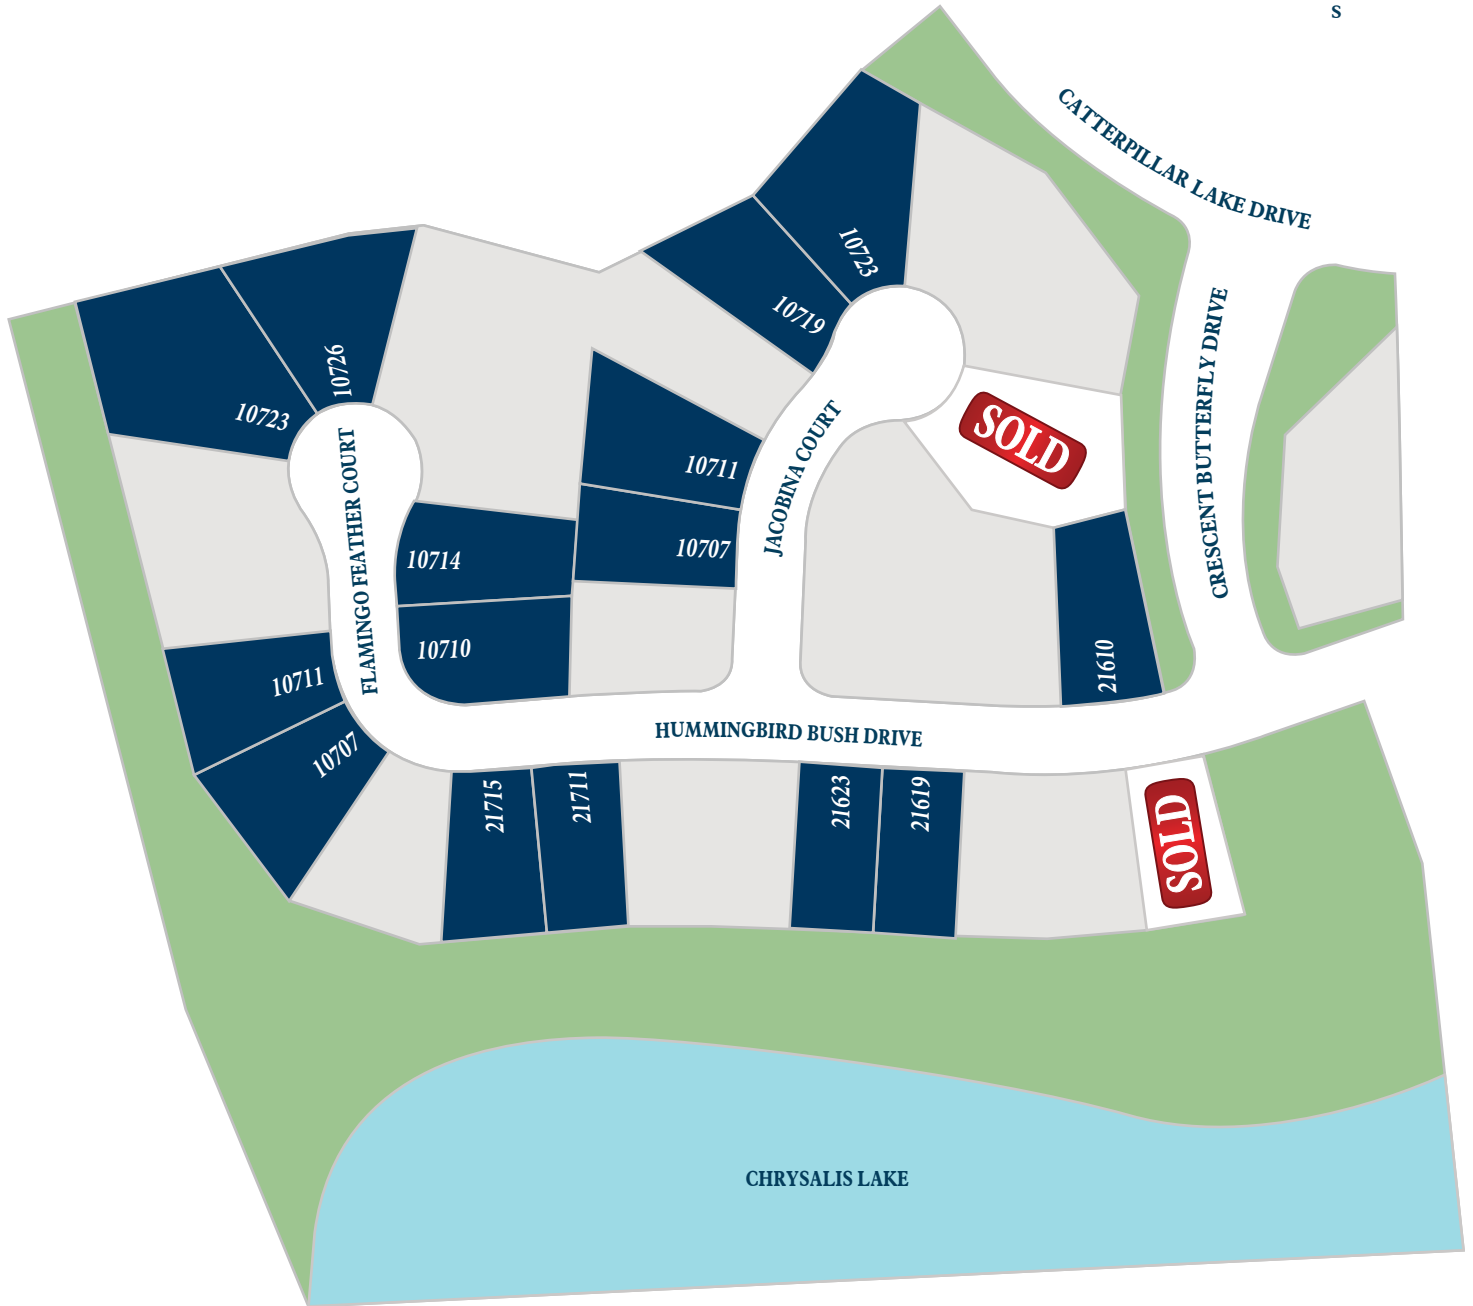 S
CATTERPILLAR LAKE DRIVE
10723
10719
CRESCENT BUTTERFLY DRIVE
10726
10723
SOLD
JACOBINA COURT
FLAMINGO FEATHER COURT
10711
10707
10714
10710
21610
10711
10707
HUMMINGBIRD BUSH DRIVE
21715
21711
21623
21619
SOLD
CHRYSALIS LAKE